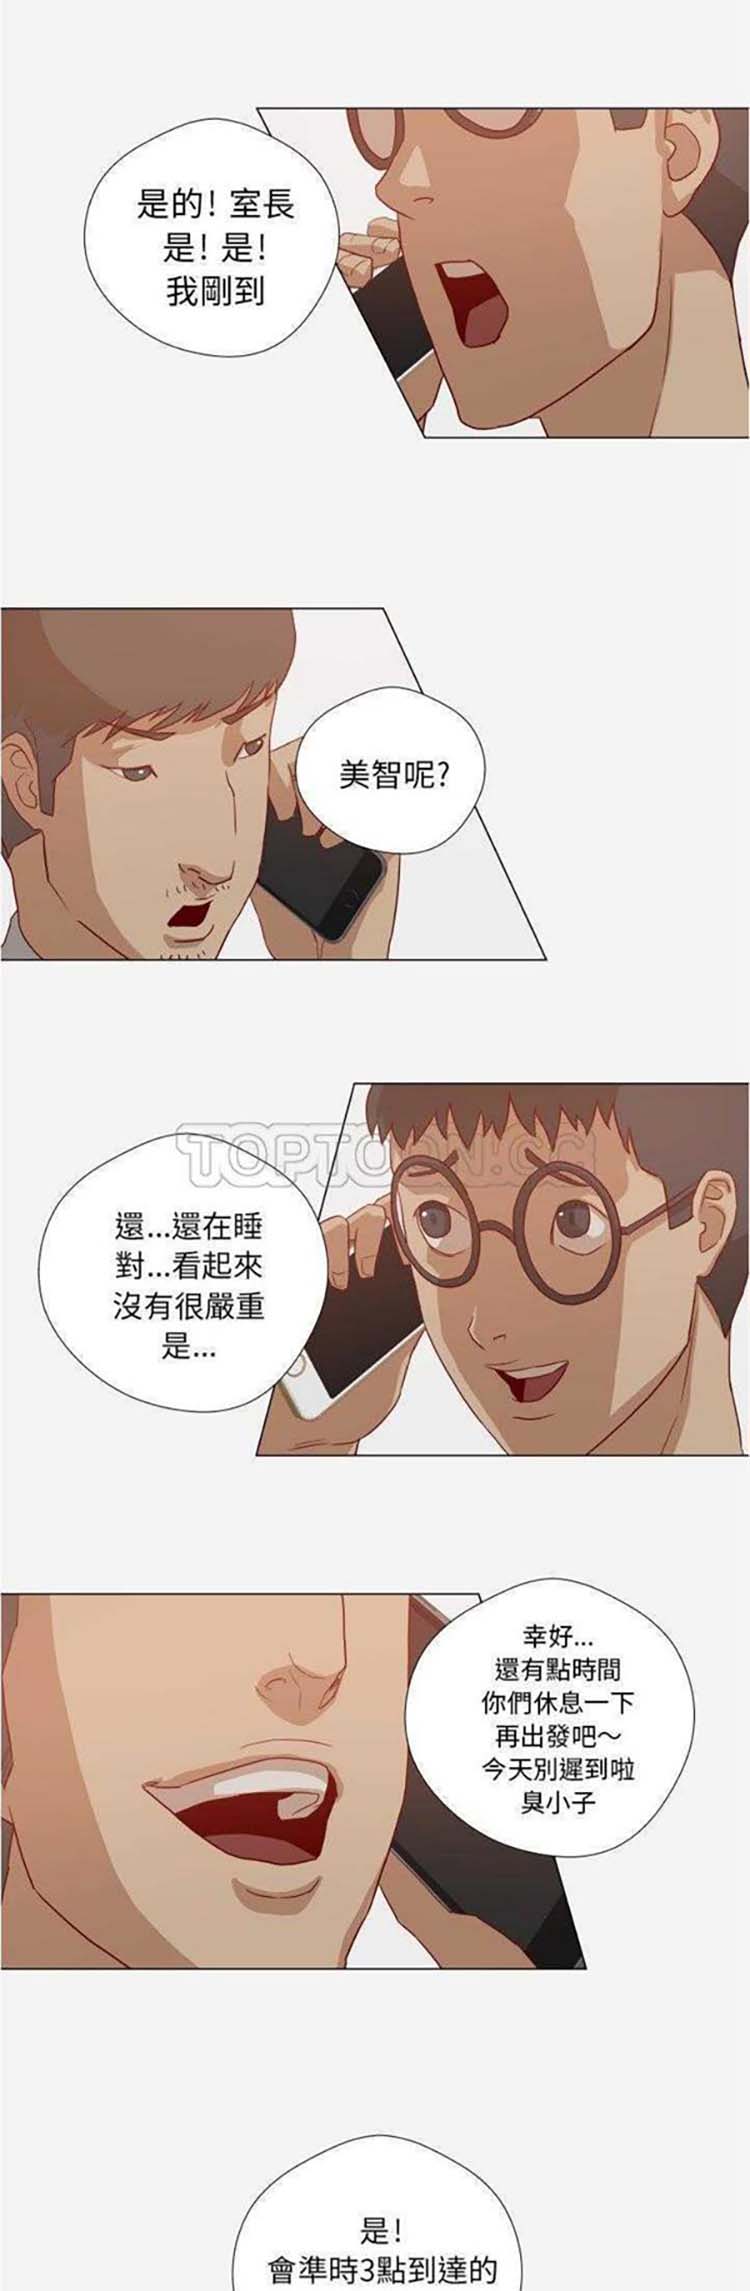 是的! 室長
是! 是!
我剛到
美智呢?
TOPTOON.CC
還...還在睡
對...看起來
沒有很嚴重
是...
幸好...
還有點時間
你們休息一下
再出發吧～
今天別遲到啦
臭小子
是!
會準時3點到達的